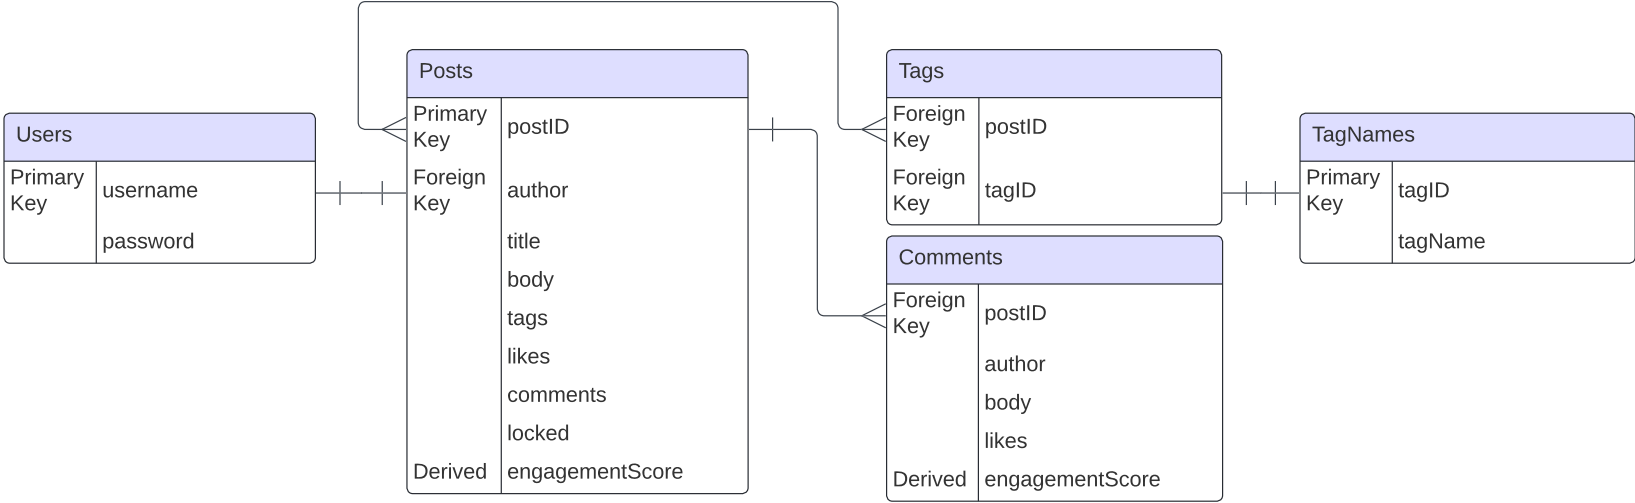 Users
Primary
Key
username
password
Posts
Primary
Key
postID
Foreign
Key
author
title
body
tags
likes
comments
locked
Derived
engagementScore
Tags
Foreign
Key
postID
Foreign
Key
tagID
Comments
Foreign
Key
postID
author
body
likes
Derived
engagementScore
TagNames
Primary
Key
tagID
tagName